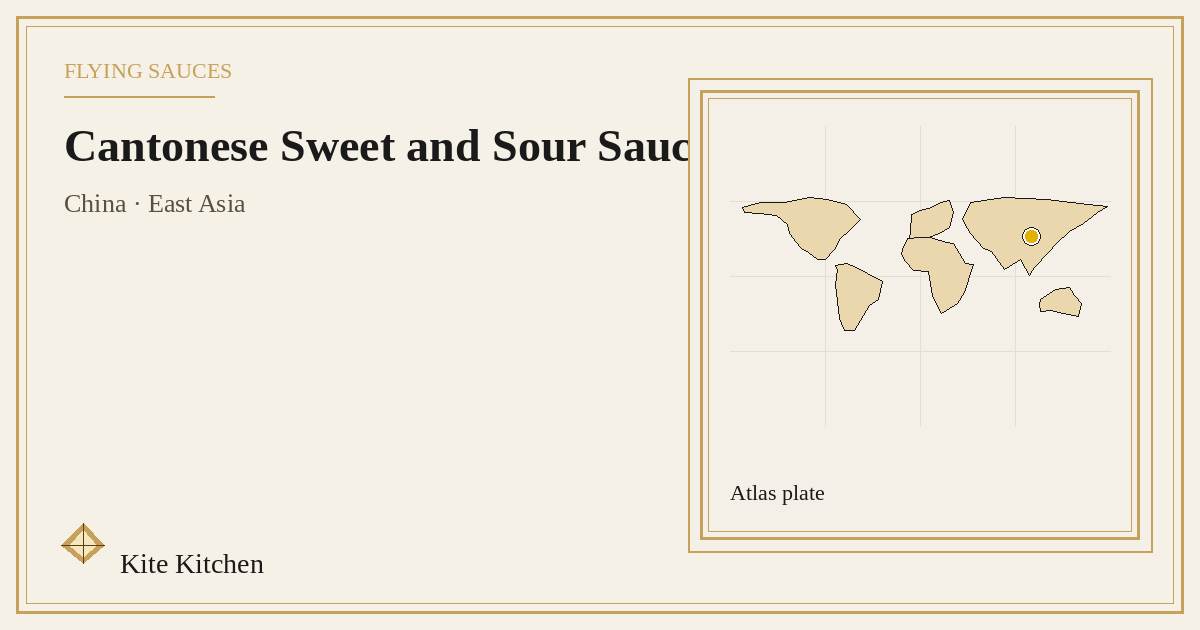 FLYING SAUCES
Cantonese Sweet and Sour Sauc
China · East Asia
Atlas plate
Kite Kitchen